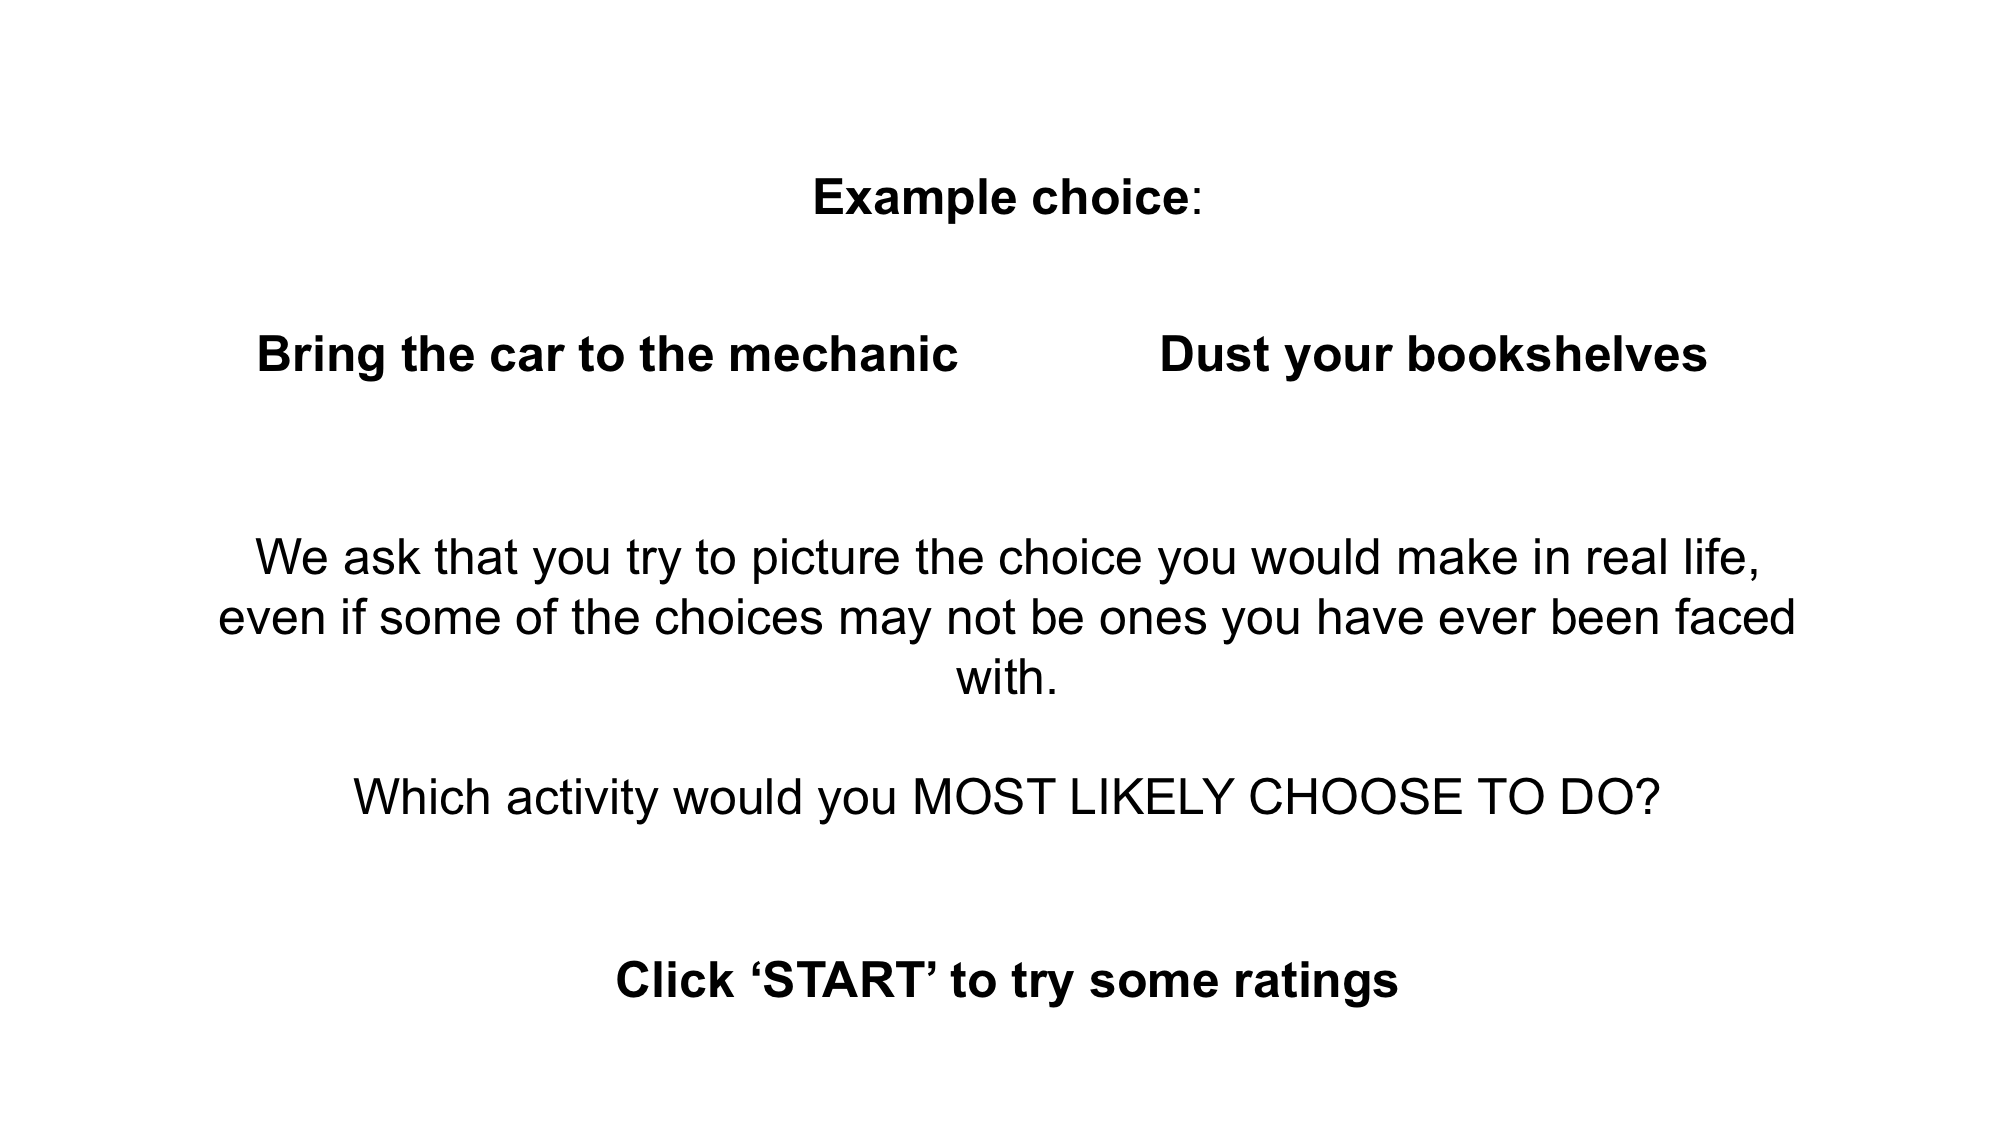 Example choice:
Bring the car to the mechanic
Dust your bookshelves
We ask that you try to picture the choice you would make in real life,
even if some of the choices may not be ones you have ever been faced
with.
Which activity would you MOST LIKELY CHOOSE TO DO?
Click ‘START’ to try some ratings